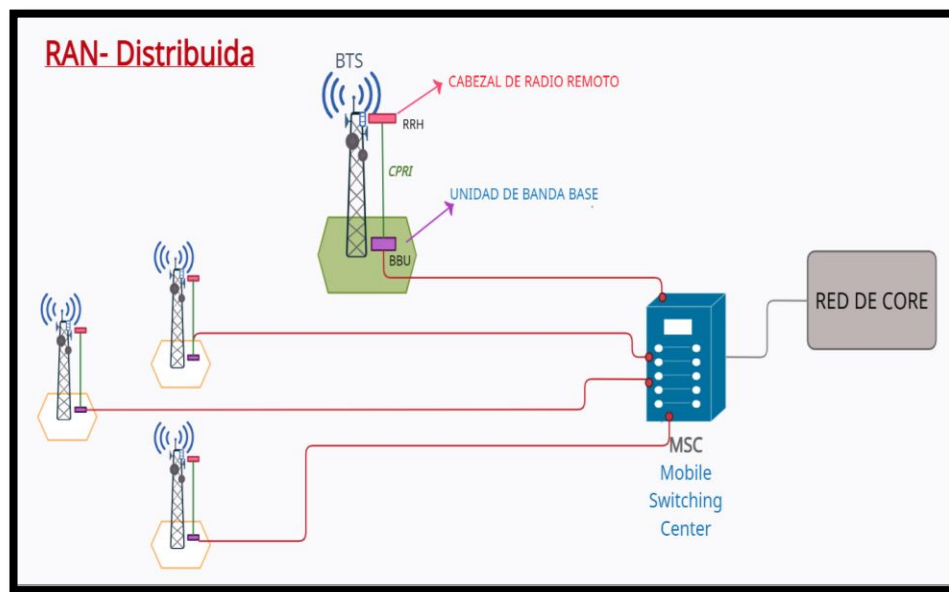 RAN- Distribuida
BTS
CABEZAL DE RADIO REMOTO
RRH
CPRI
UNIDAD DE BANDA BASE
BBU
RED DE CORE
MSC
Mobile
Switching
Center